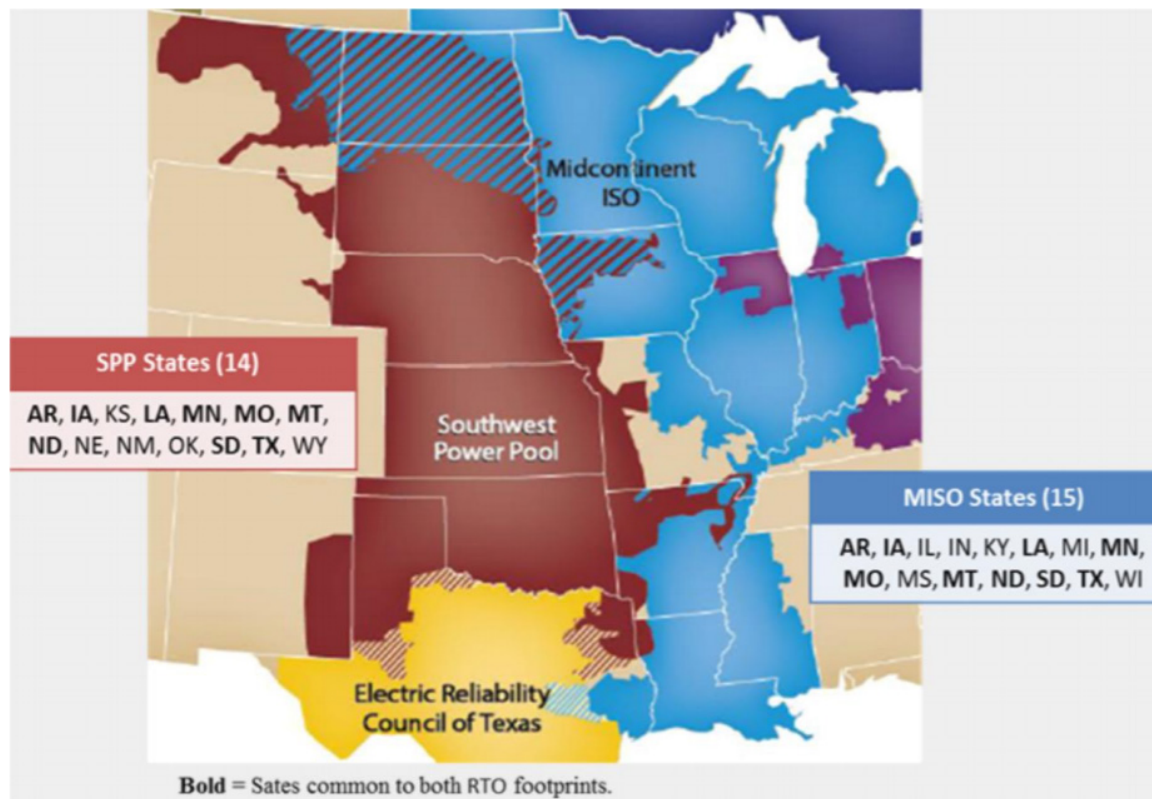 Midcontinent
ISO
SPP States (14)
AR, IA, KS, LA, MN, MO, MT,
ND, NE, NM, OK, SD, TX, WY
Southwest
Power Pool
MISO States (15)
AR, IA, IL, IN, KY, LA, MI, MN,
MO, MS, MT, ND, SD, TX, WI
Electric Reliability
Council of Texas
Bold = Sates common to both RTO footprints.